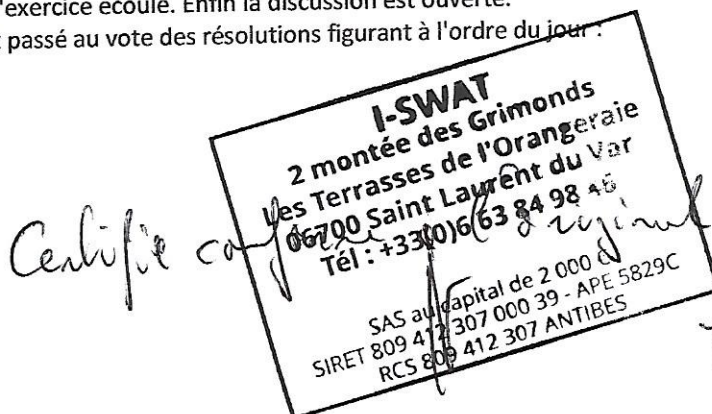 'exercice écoulé. Enfin la discussion est ouverte.
passé au vote des résolutions figurant à l'ordre du jour :
I-SWAT
2 montée des Grimonds
Les Terrasses de l'Orangeraie
06700 Saint Laurent du Var
Tél : +33(0)6 63 84 98 46
Certifié conforme à l'original
SAS au capital de 2 000 €
SIRET 809 412 307 000 39 - APE 5829C
RCS 809 412 307 ANTIBES